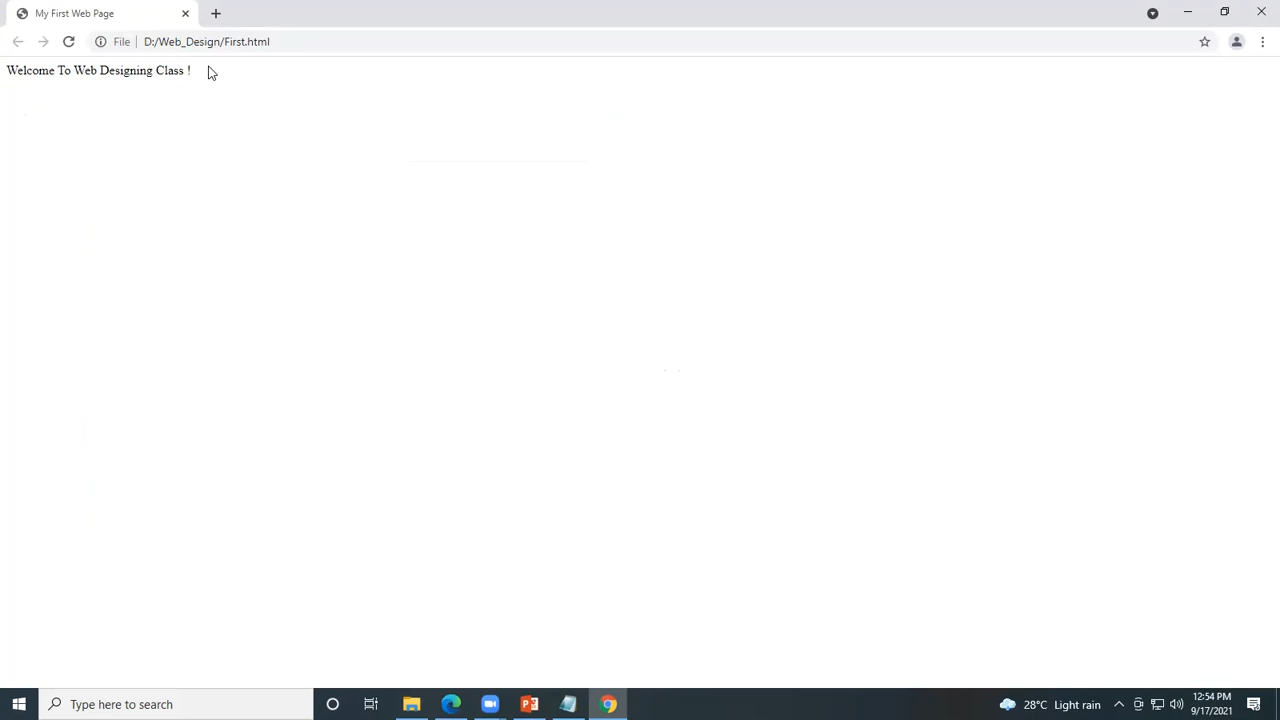 My First Web Page
File D:/Web_Design/First.html
Welcome To Web Designing Class !
Type here to search
28°C Light rain
12:54 PM
9/17/2021